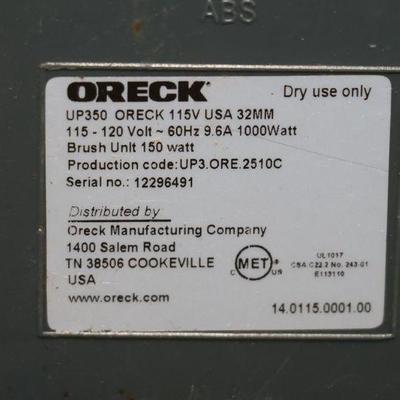 ABS
ORECK® Dry use only
UP350 ORECK 115V USA 32MM
115 - 120 Volt ~ 60Hz 9.6A 1000Watt
Brush Unit 150 watt
Production code:UP3.ORE.2510C
Serial no.: 12296491
Distributed by
Oreck Manufacturing Company
1400 Salem Road
TN 38506 COOKEVILLE
USA
www.oreck.com
C MET ® US
UL1017
CSA C22.2 No. 243-01
E113110
14.0115.0001.00